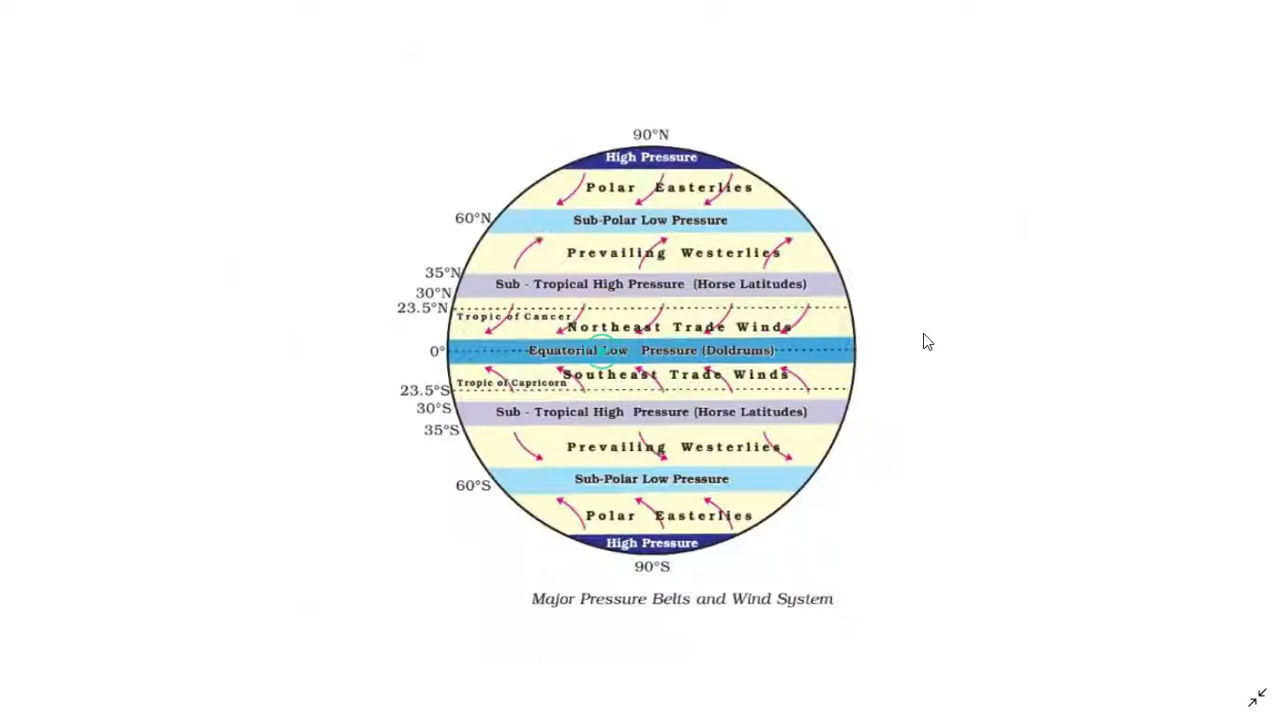 90°N
High Pressure
Polar Easterlies
60°N
Sub-Polar Low Pressure
Prevailing Westerlies
35°N
Sub - Tropical High Pressure (Horse Latitudes)
30°N
23.5°N
Tropic of Cancer
Northeast Trade Winds
0°
Equatorial Low Pressure (Doldrums)
Southeast Trade Winds
Tropic of Capricorn
23.5°S
30°S
Sub - Tropical High Pressure (Horse Latitudes)
35°S
Prevailing Westerlies
Sub-Polar Low Pressure
60°S
Polar Easterlies
High Pressure
90°S
Major Pressure Belts and Wind System